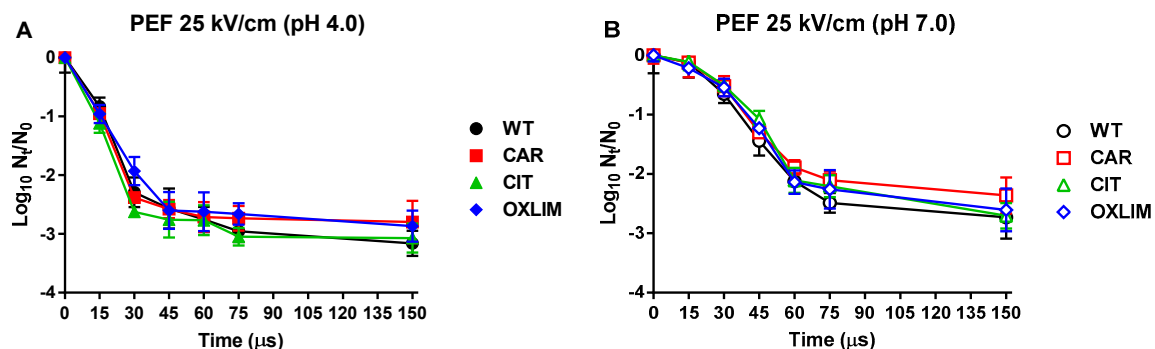 A
PEF 25 kV/cm (pH 4.0)
Log10 Nt/N0
0
-1
-2
-3
-4
0 15 30 45 60 75 90 105 120 135 150
Time (μs)
WT
CAR
CIT
OXLIM
B
PEF 25 kV/cm (pH 7.0)
Log10 Nt/N0
0
-1
-2
-3
-4
0 15 30 45 60 75 90 105 120 135 150
Time (μs)
WT
CAR
CIT
OXLIM